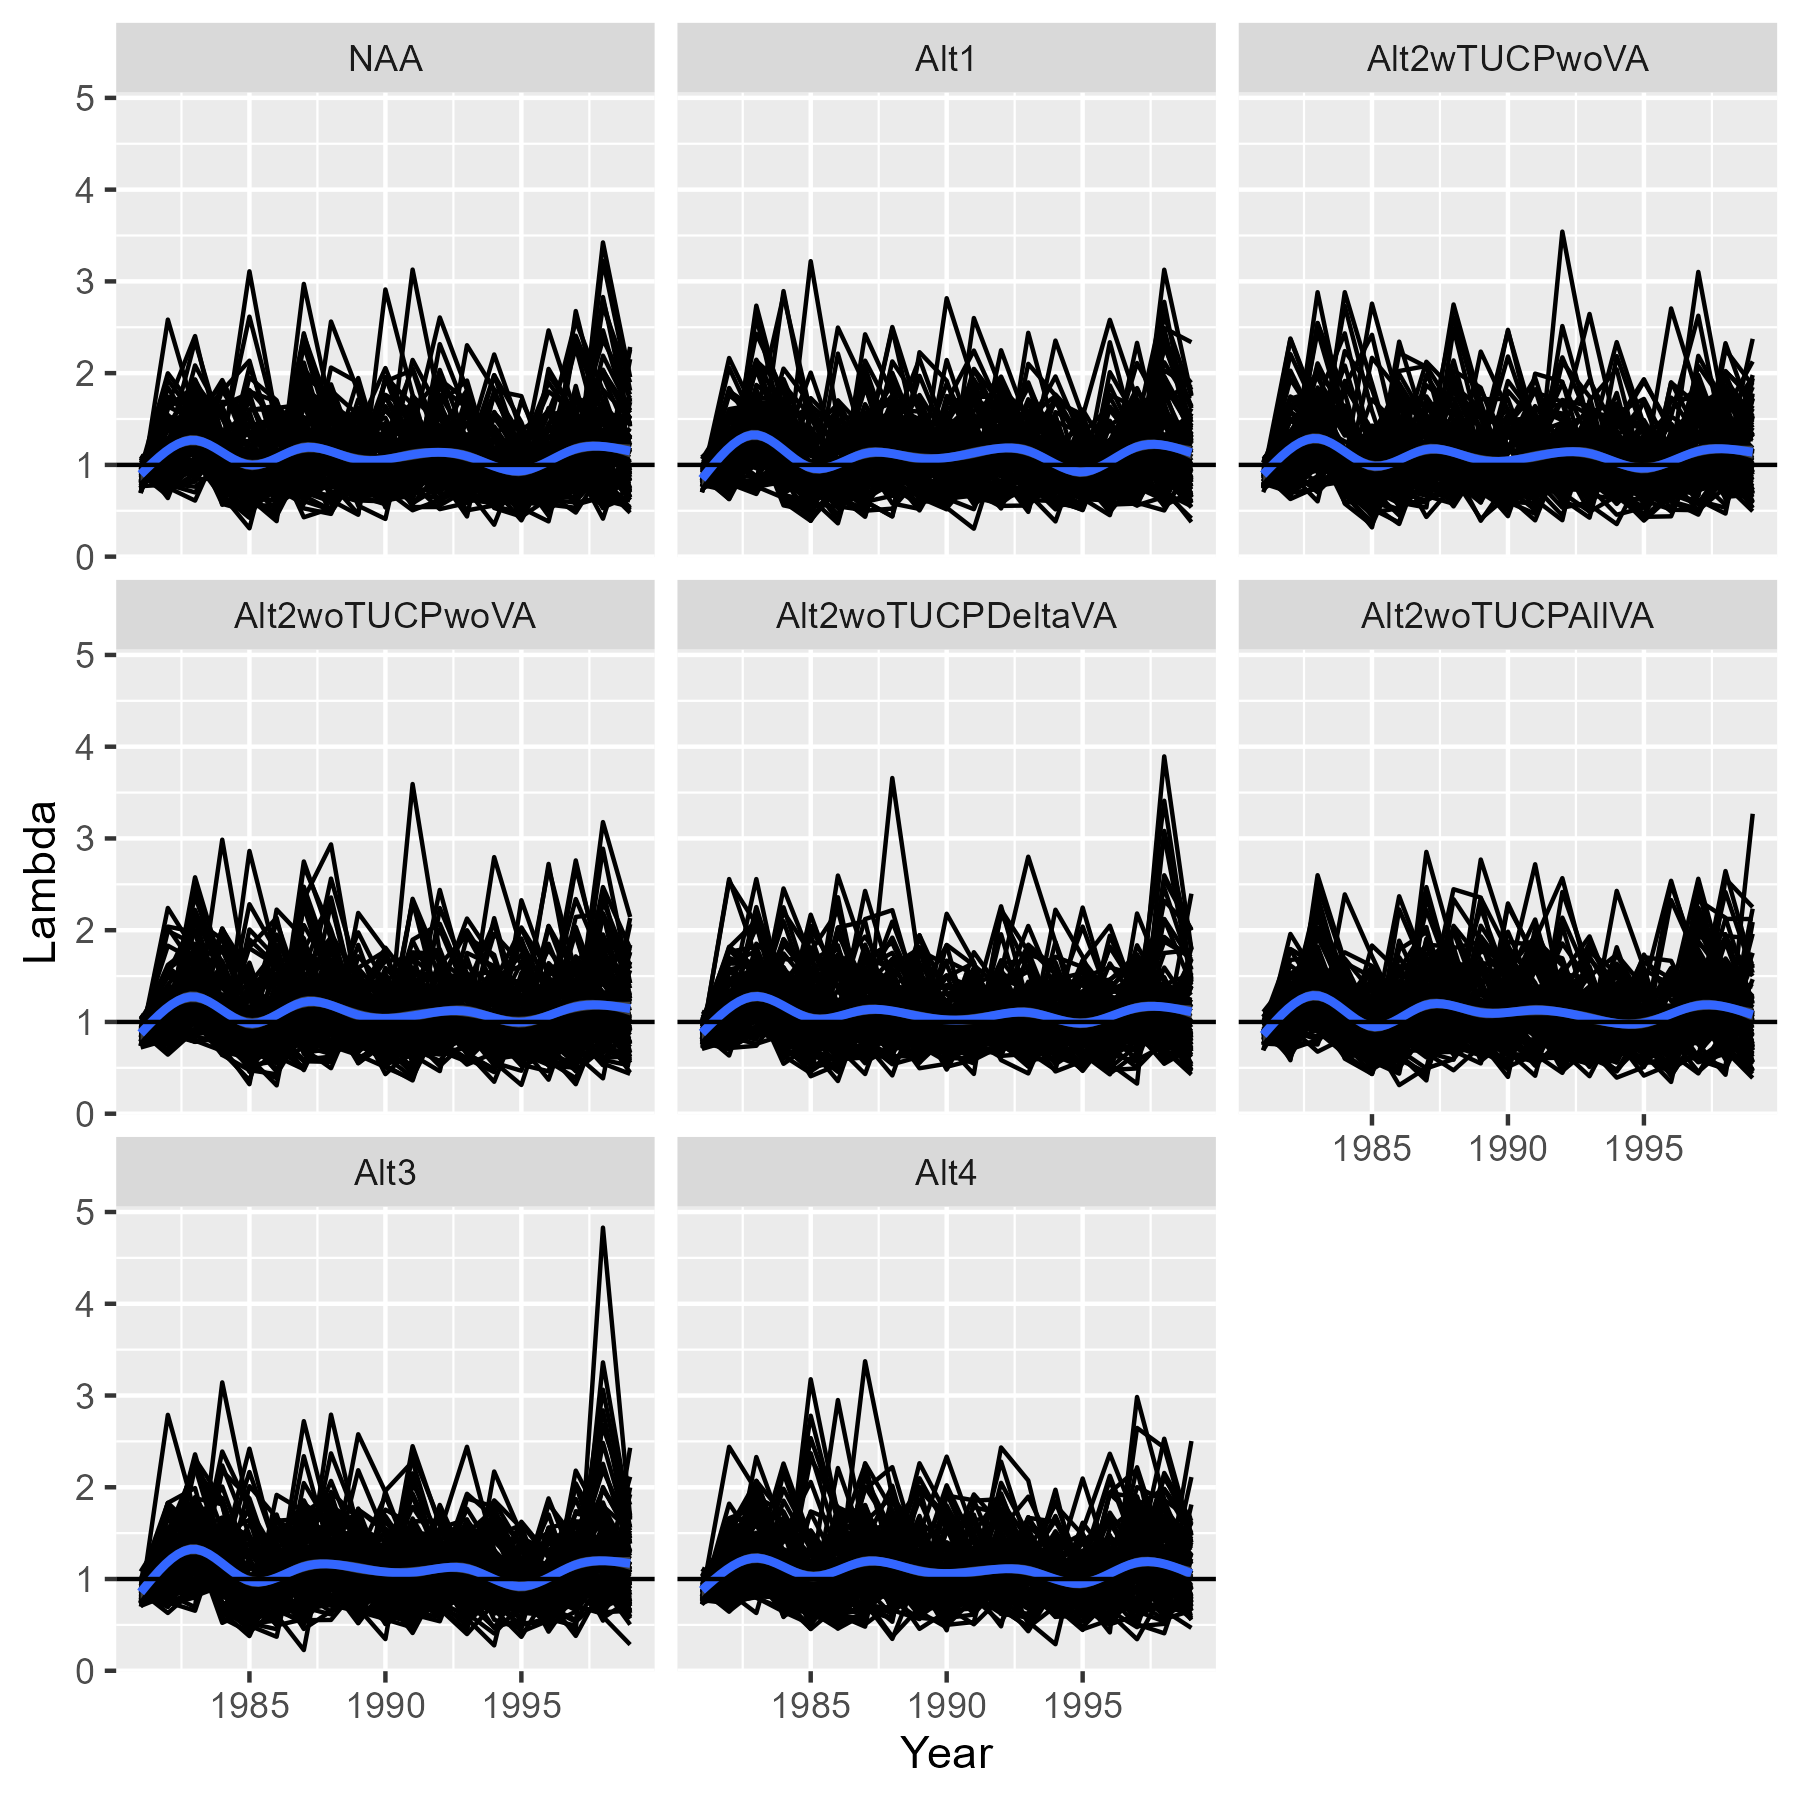 NAA Alt1 Alt2wTUCPwoVA
5
4
3
2
1
0
Alt2woTUCPwoVA Alt2woTUCPDeltaVA Alt2woTUCPAllVA
5
4
3
2
1
0
1985 1990 1995
Lambda
Alt3 Alt4
5
4
3
2
1
0
1985 1990 1995 1985 1990 1995
Year